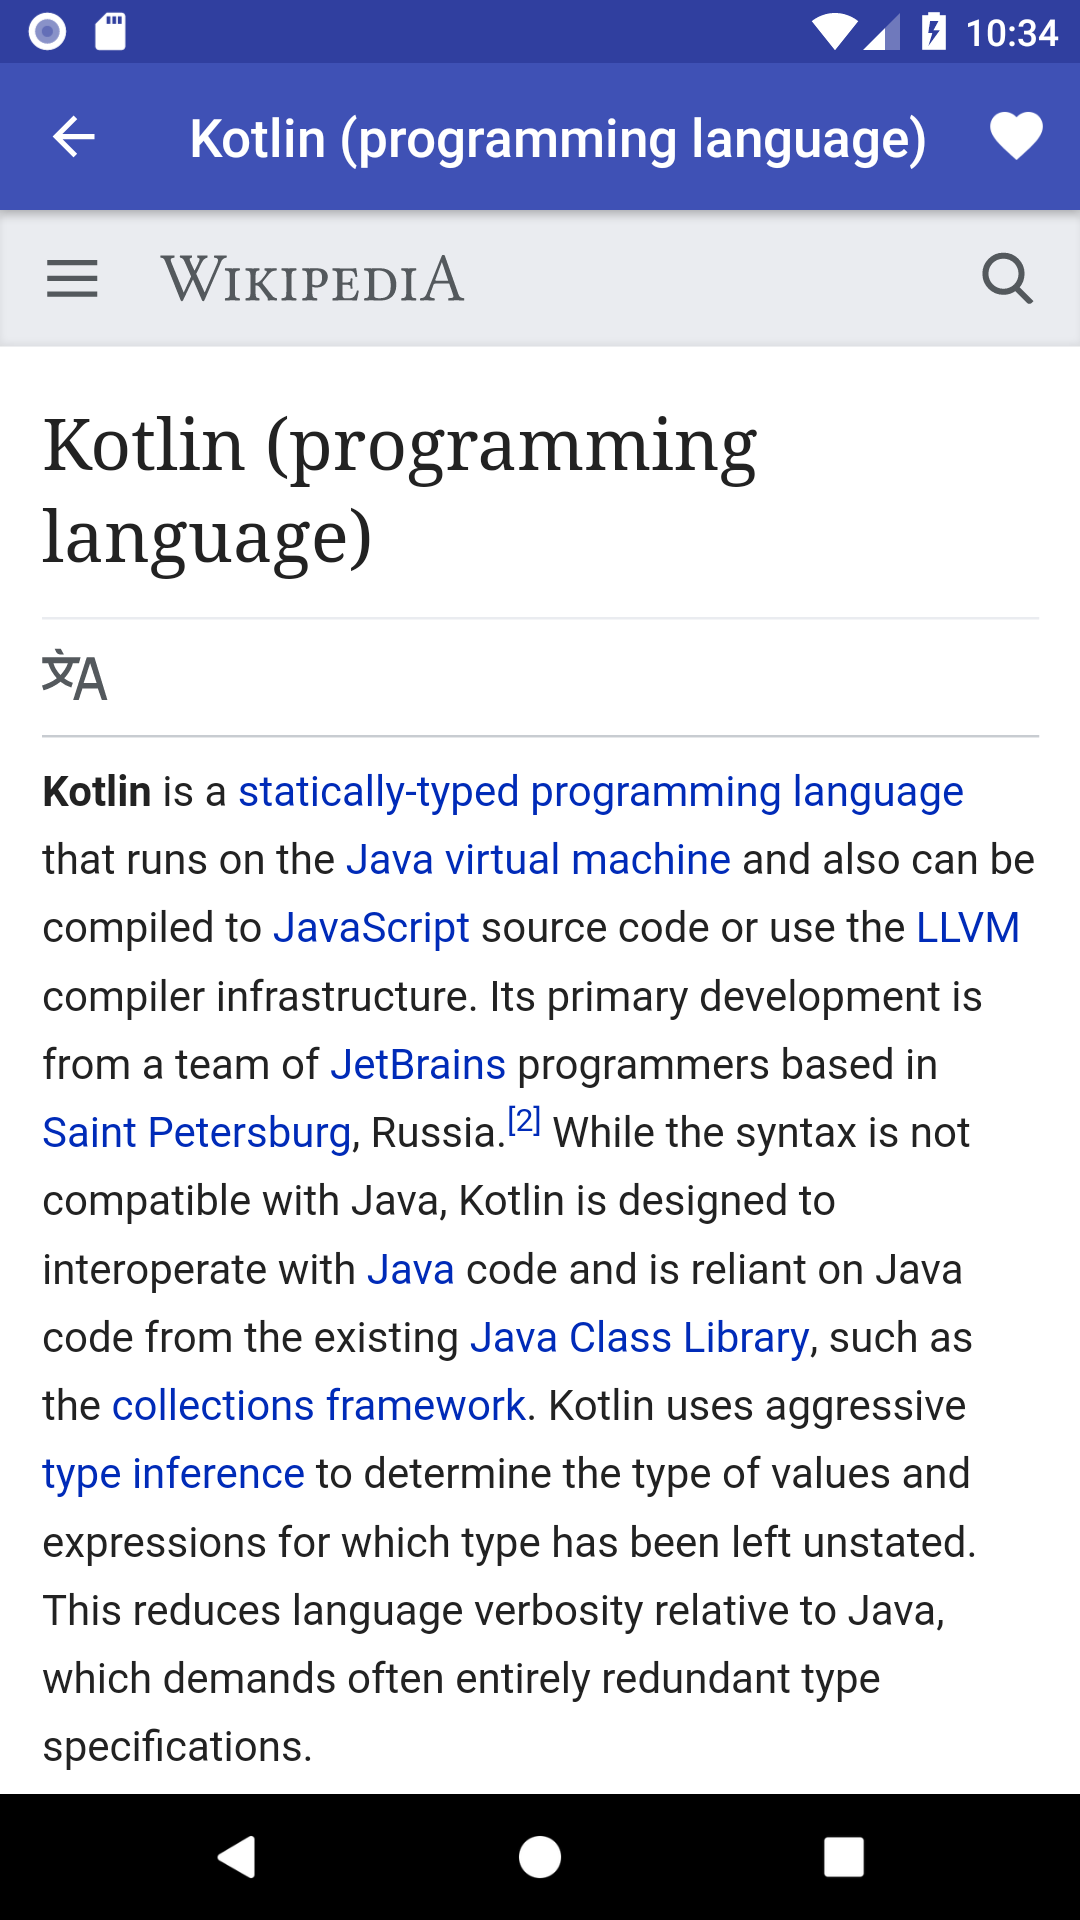 10:34
Kotlin (programming language)
WIKIPEDIA
Kotlin (programming
language)
文A
Kotlin is a statically-typed programming language
that runs on the Java virtual machine and also can be
compiled to JavaScript source code or use the LLVM
compiler infrastructure. Its primary development is
from a team of JetBrains programmers based in
Saint Petersburg, Russia.[2] While the syntax is not
compatible with Java, Kotlin is designed to
interoperate with Java code and is reliant on Java
code from the existing Java Class Library, such as
the collections framework. Kotlin uses aggressive
type inference to determine the type of values and
expressions for which type has been left unstated.
This reduces language verbosity relative to Java,
which demands often entirely redundant type
specifications.